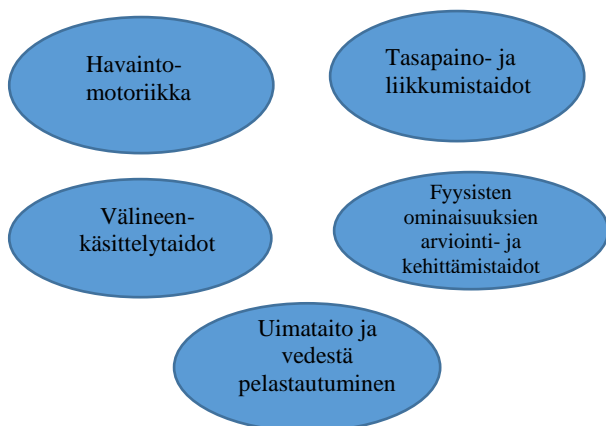 Havainto-
motoriikka
Tasapaino- ja
liikkumistaidot
Välineen-
käsittelytaidot
Fyysisten
ominaisuuksien
arviointi- ja
kehittämistaidot
Uimataito ja
vedestä
pelastautuminen